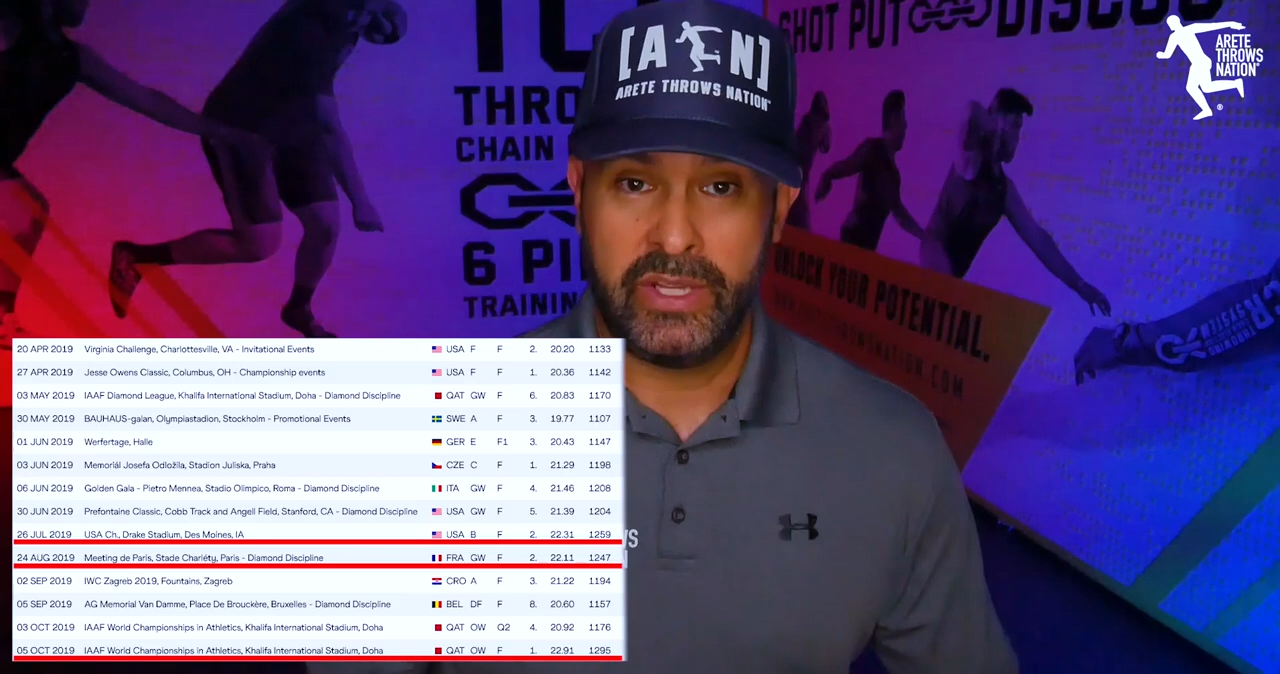 [A N]
ARETE THROWS NATION™
ARETE
THROWS
NATION®
SHOT PUT DISCUS
THRO
CHAIN
6 PI
TRAININ
UNLOCK YOUR POTENTIAL.
20 APR 2019 Virginia Challenge, Charlottesville, VA - Invitational Events USA F F 2. 20.20 1133
27 APR 2019 Jesse Owens Classic, Columbus, OH - Championship events USA F F 1. 20.36 1142
03 MAY 2019 IAAF Diamond League, Khalifa International Stadium, Doha - Diamond Discipline QAT GW F 6. 20.83 1170
30 MAY 2019 BAUHAUS-galan, Olympiastadion, Stockholm - Promotional Events SWE A F 3. 19.77 1107
01 JUN 2019 Werfertage, Halle GER E F1 3. 20.43 1147
03 JUN 2019 Memoriál Josefa Odložila, Stadion Juliska, Praha CZE C F 1. 21.29 1198
06 JUN 2019 Golden Gala - Pietro Mennea, Stadio Olimpico, Roma - Diamond Discipline ITA GW F 4. 21.46 1208
30 JUN 2019 Prefontaine Classic, Cobb Track and Angell Field, Stanford, CA - Diamond Discipline USA GW F 5. 21.39 1204
26 JUL 2019 USA Ch., Drake Stadium, Des Moines, IA USA B F 2. 22.31 1259
24 AUG 2019 Meeting de Paris, Stade Charléty, Paris - Diamond Discipline FRA GW F 2. 22.11 1247
02 SEP 2019 IWC Zagreb 2019, Fountains, Zagreb CRO A F 3. 21.22 1194
05 SEP 2019 AG Memorial Van Damme, Place De Brouckère, Bruxelles - Diamond Discipline BEL DF F 8. 20.60 1157
03 OCT 2019 IAAF World Championships in Athletics, Khalifa International Stadium, Doha QAT OW Q2 4. 20.92 1176
05 OCT 2019 IAAF World Championships in Athletics, Khalifa International Stadium, Doha QAT OW F 1. 22.91 1295